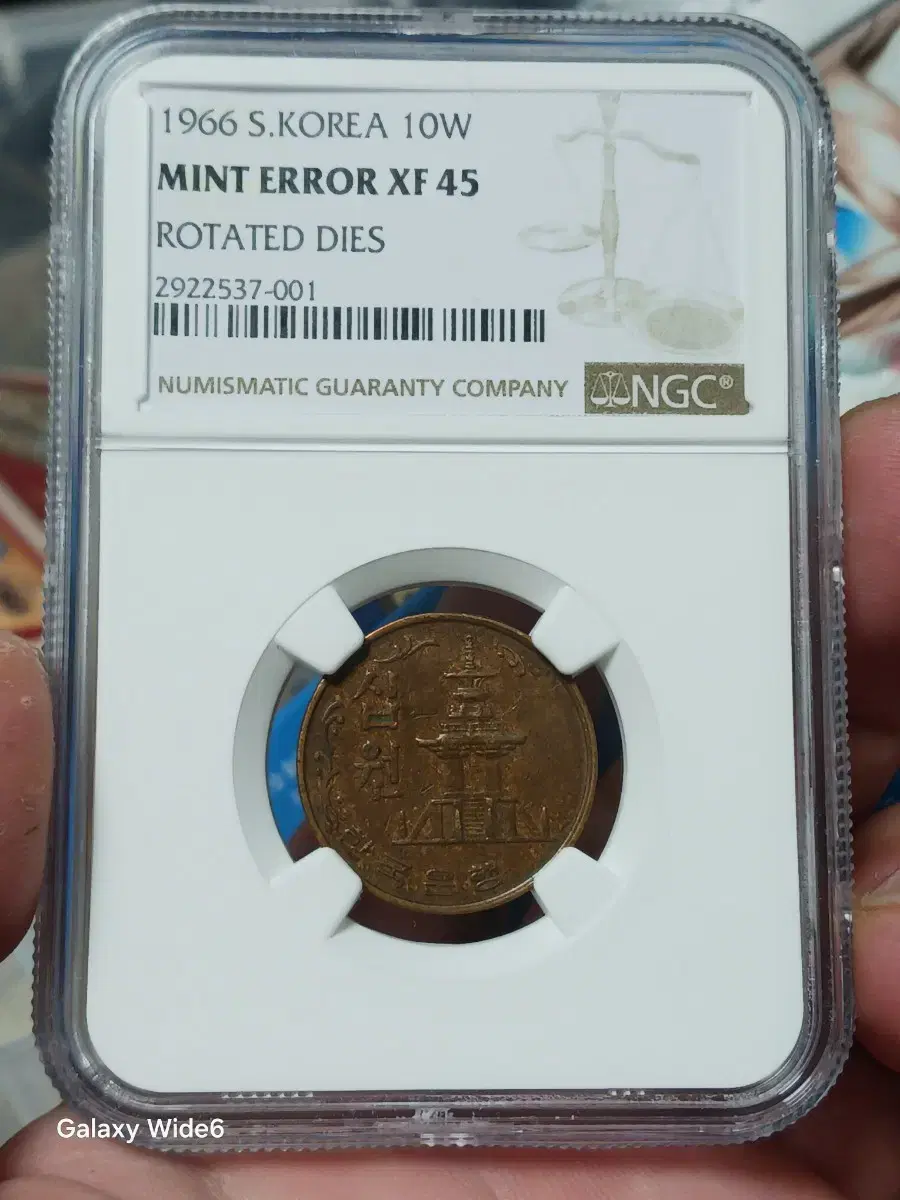 1966 S.KOREA 10W
MINT ERROR XF 45
ROTATED DIES
2922537-001
NUMISMATIC GUARANTY COMPANY
NGC®
십
원
한국은행
Galaxy Wide6